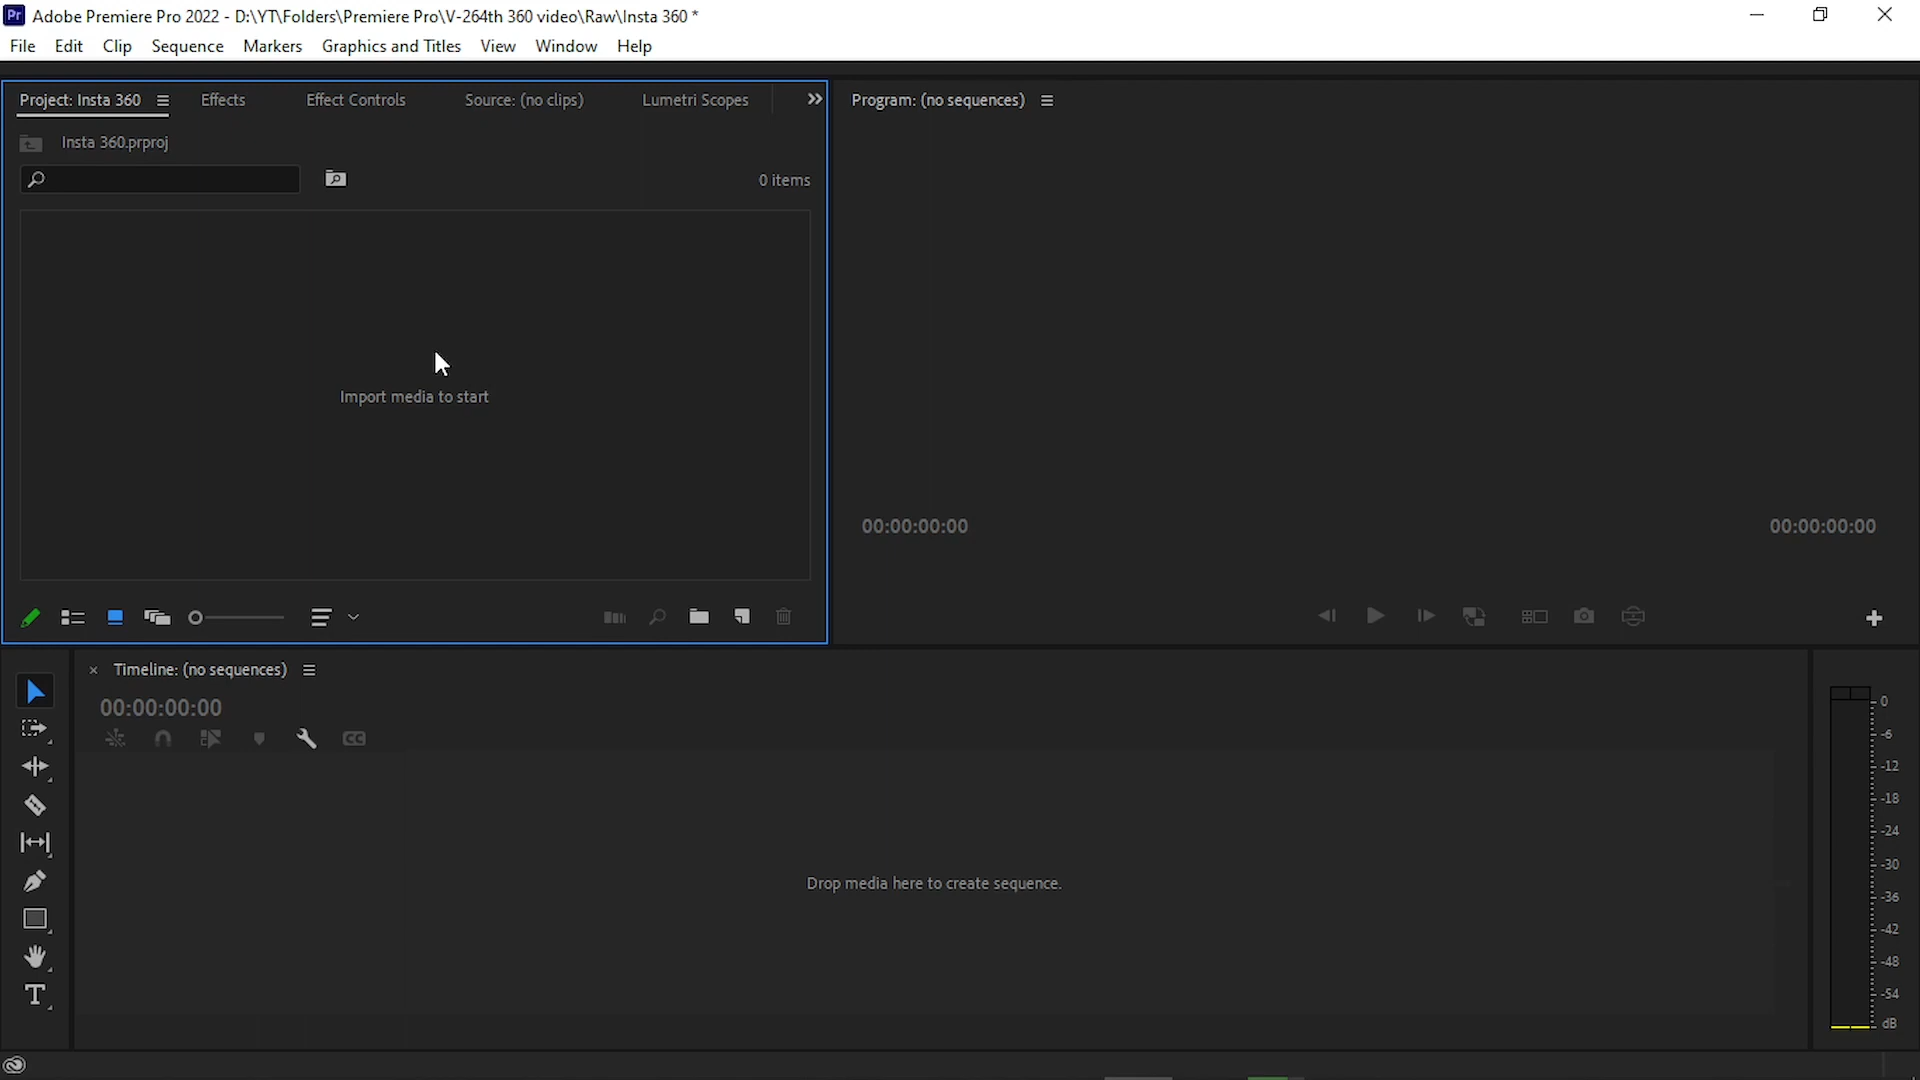 Pr Adobe Premiere Pro 2022 - D:\YT\Folders\Premiere Pro\V-264th 360 video\Raw\Insta 360 *
File Edit Clip Sequence Markers Graphics and Titles View Window Help
Project: Insta 360 Effects Effect Controls Source: (no clips) Lumetri Scopes
Program: (no sequences)
Insta 360.prproj
0 items
Import media to start
00:00:00:00 00:00:00:00
Timeline: (no sequences)
00:00:00:00
CC
Drop media here to create sequence.
0
-6
-12
-18
-24
-30
-36
-42
-48
-54
dB